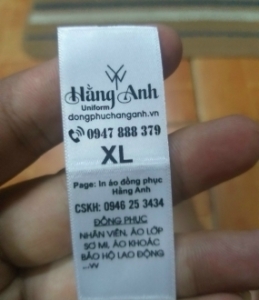 Hằng Anh
Uniform
dongphuchanganh.vn
0947 888 379
XL
Page: In áo đồng phục
Hằng Anh
CSKH: 0946 25 3434
ĐỒNG PHỤC
NHÂN VIÊN, ÁO LỚP
SƠ MI, ÁO KHOÁC
BẢO HỘ LAO ĐỘNG